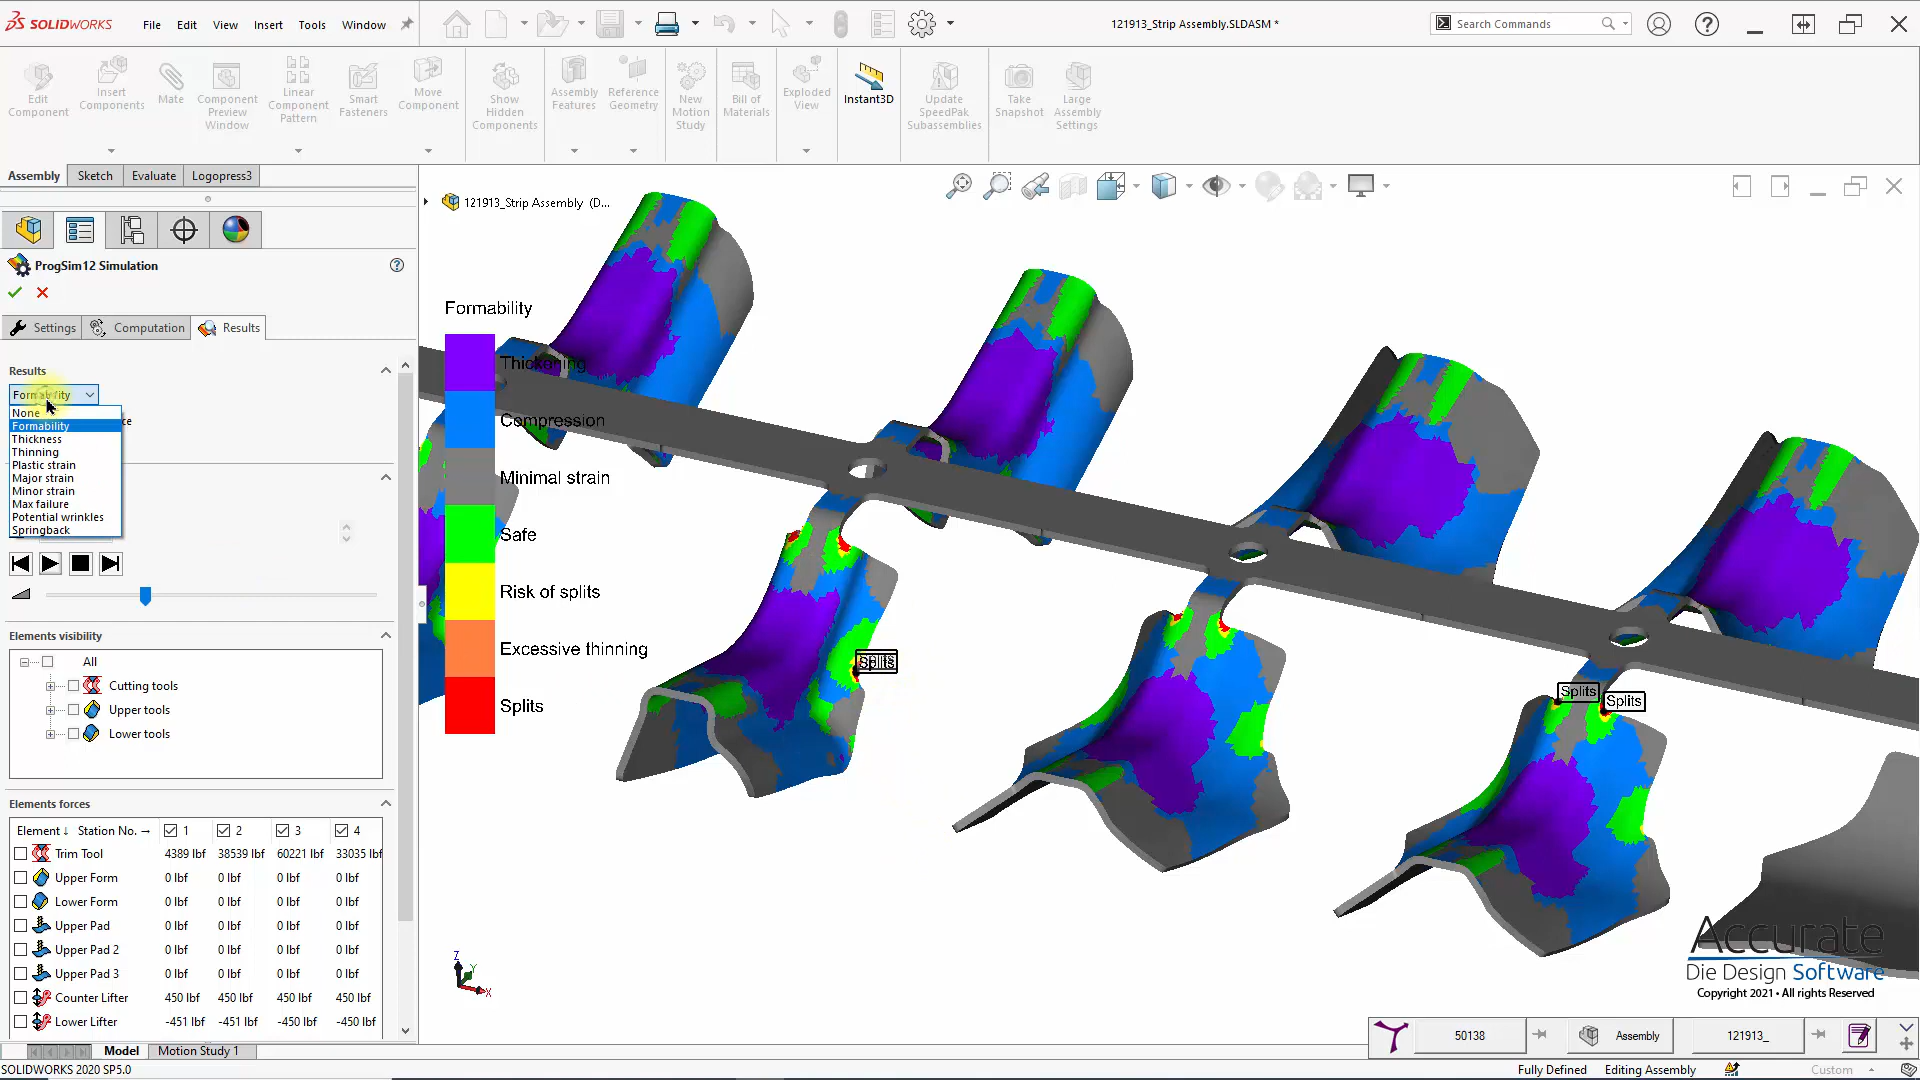 SOLIDWORKS
File Edit View Insert Tools Window
121913_Strip Assembly.SLDASM *
Search Commands
Edit Component
Insert Components
Mate
Component Preview Window
Linear Component Pattern
Smart Fasteners
Move Component
Show Hidden Components
Assembly Features
Reference Geometry
New Motion Study
Bill of Materials
Exploded View
Instant3D
Update SpeedPak Subassemblies
Take Snapshot
Large Assembly Settings
Assembly Sketch Evaluate Logopress3
121913_Strip Assembly (D...
ProgSim12 Simulation
Settings Computation Results
Results
Formability
None
Formability
Thickness
Thinning
Plastic strain
Major strain
Minor strain
Max failure
Potential wrinkles
Springback
Elements visibility
All
Cutting tools
Upper tools
Lower tools
Elements forces
Element↓ Station No. → 1 2 3 4
Trim Tool 4389 lbf 38539 lbf 60221 lbf 33035 lbf
Upper Form 0 lbf 0 lbf 0 lbf 0 lbf
Lower Form 0 lbf 0 lbf 0 lbf 0 lbf
Upper Pad 0 lbf 0 lbf 0 lbf 0 lbf
Upper Pad 2 0 lbf 0 lbf 0 lbf 0 lbf
Upper Pad 3 0 lbf 0 lbf 0 lbf 0 lbf
Counter Lifter 450 lbf 450 lbf 450 lbf 450 lbf
Lower Lifter -451 lbf -451 lbf -450 lbf -450 lbf
Formability
Thickening
Compression
Minimal strain
Safe
Risk of splits
Excessive thinning
Splits
Splits
Splits
Splits
Z
Y
X
Accurate
Die Design Software
Copyright 2021 • All rights Reserved
50138 Assembly 121913_
Model Motion Study 1
SOLIDWORKS 2020 SP5.0
Fully Defined Editing Assembly Custom